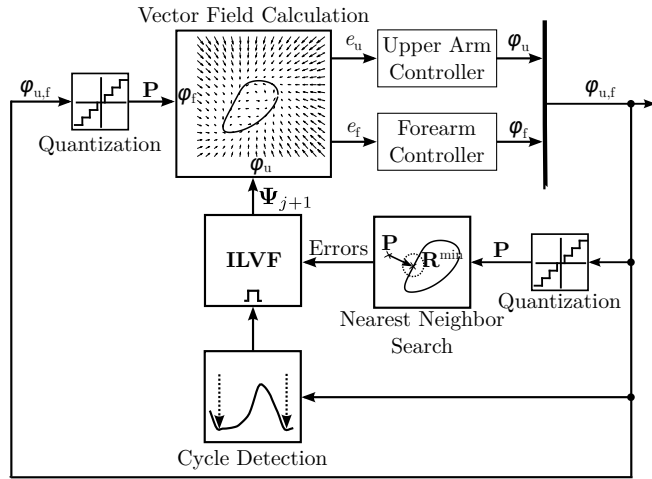 Vector Field Calculation
φu,f
Quantization
P
φf
φu
eu
Upper Arm
Controller
φu
ef
Forearm
Controller
φf
φu,f
Ψj+1
ILVF
Errors
P
Rmin
Nearest Neighbor
Search
P
Quantization
Cycle Detection